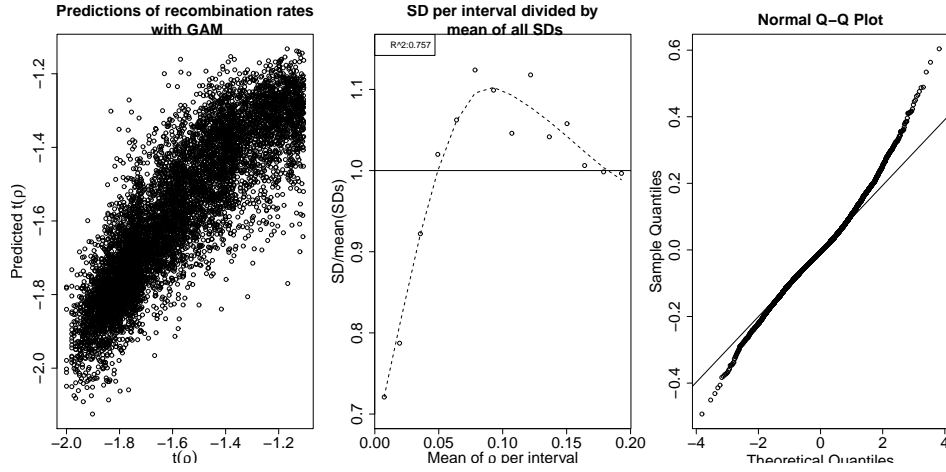 Predictions of recombination rates
with GAM
−2.0
−1.8
−1.6
−1.4
−1.2
Predicted t(ρ)
−2.0 −1.8 −1.6 −1.4 −1.2
t(ρ)
SD per interval divided by
mean of all SDs
R^2:0.757
0.7
0.8
0.9
1.0
1.1
SD/mean(SDs)
0.00 0.05 0.10 0.15 0.20
Mean of ρ per interval
Normal Q−Q Plot
−0.4
−0.2
0.0
0.2
0.4
0.6
Sample Quantiles
−4 −2 0 2 4
Theoretical Quantiles